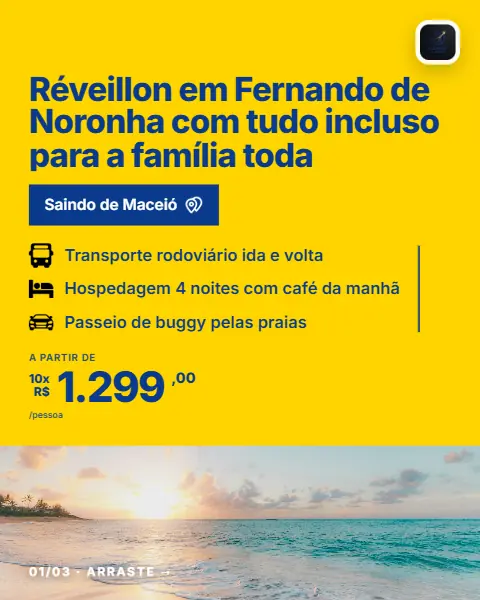 Réveillon em Fernando de
Noronha com tudo incluso
para a família toda
Saindo de Maceió
Transporte rodoviário ida e volta
Hospedagem 4 noites com café da manhã
Passeio de buggy pelas praias
A PARTIR DE
10x
R$ 1.299 ,00
/pessoa
01/03 · ARRASTE →